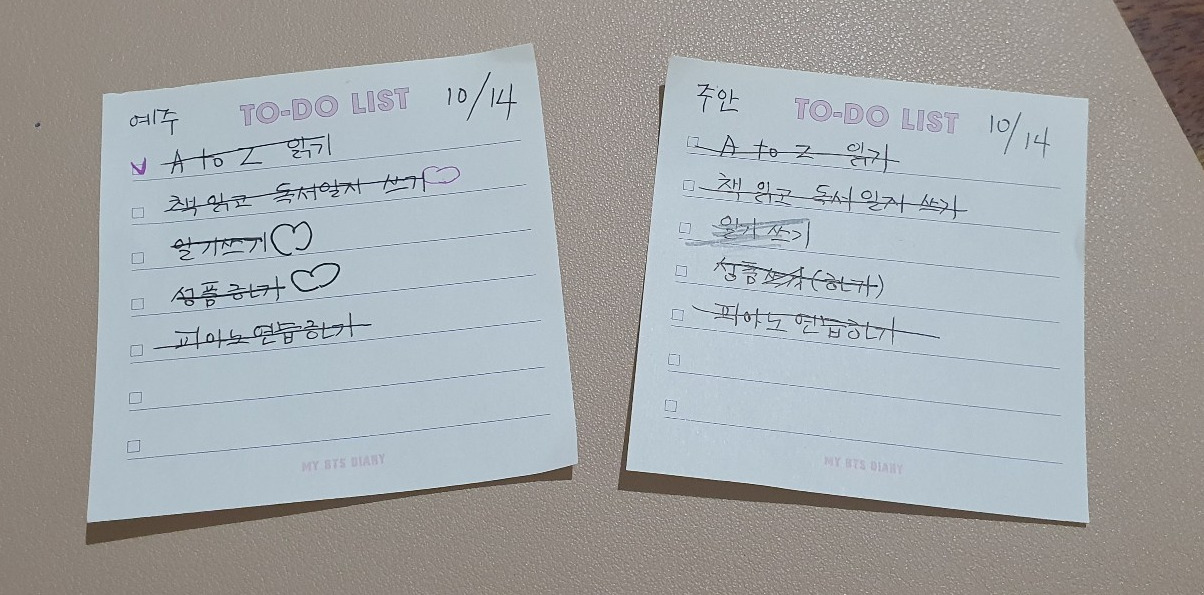 예주 TO-DO LIST 10/14
A to Z 읽기
책 읽고 독서일지 쓰기
일기쓰기
성품하기
피아노연습하기
MY BTS DIARY
주안 TO-DO LIST 10/14
A to Z 읽기
책 읽고 독서일지 쓰기
일기 쓰기
성품 (하기)
피아노 연습하기
MY BTS DIARY